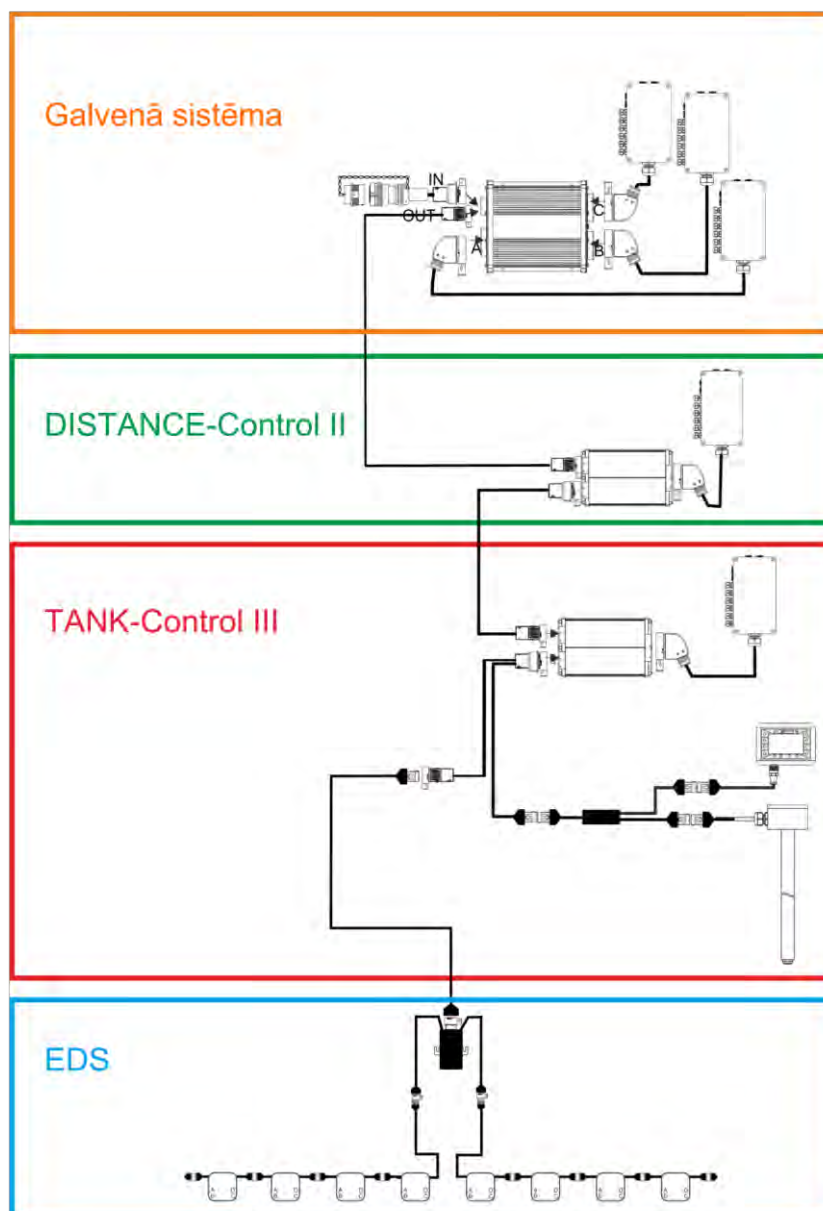 Galvenā sistēma
IN
OUT
C
A
B
DISTANCE-Control II
TANK-Control III
EDS